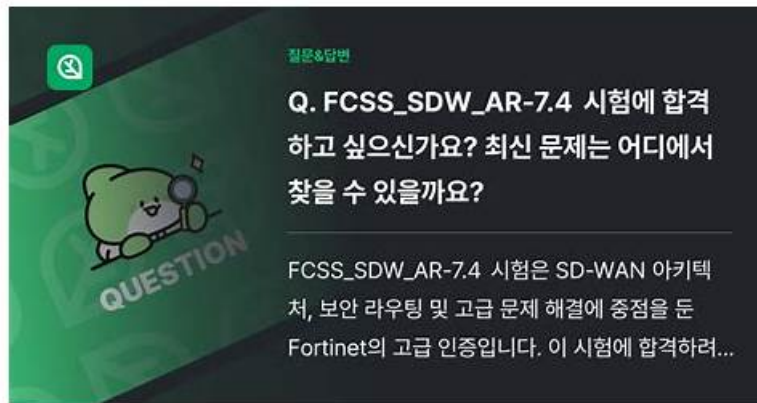 질문&답변
Q. FCSS_SDW_AR-7.4 시험에 합격
하고 싶으신가요? 최신 문제는 어디에서
찾을 수 있을까요?
QUESTION
FCSS_SDW_AR-7.4 시험은 SD-WAN 아키텍
처, 보안 라우팅 및 고급 문제 해결에 중점을 둔
Fortinet의 고급 인증입니다. 이 시험에 합격하려...